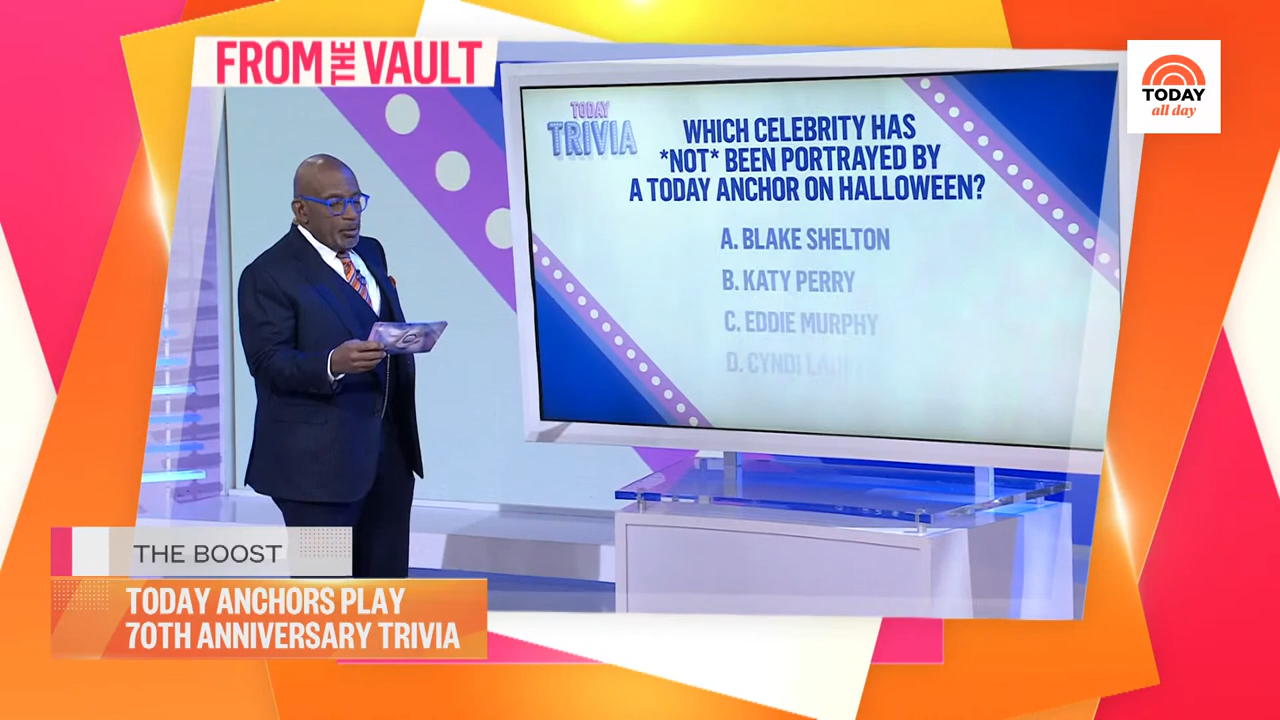 FROM THE VAULT
TODAY
all day
TODAY
TRIVIA
WHICH CELEBRITY HAS
*NOT* BEEN PORTRAYED BY
A TODAY ANCHOR ON HALLOWEEN?
A. BLAKE SHELTON
B. KATY PERRY
C. EDDIE MURPHY
D. CYNDI
THE BOOST
TODAY ANCHORS PLAY
70TH ANNIVERSARY TRIVIA